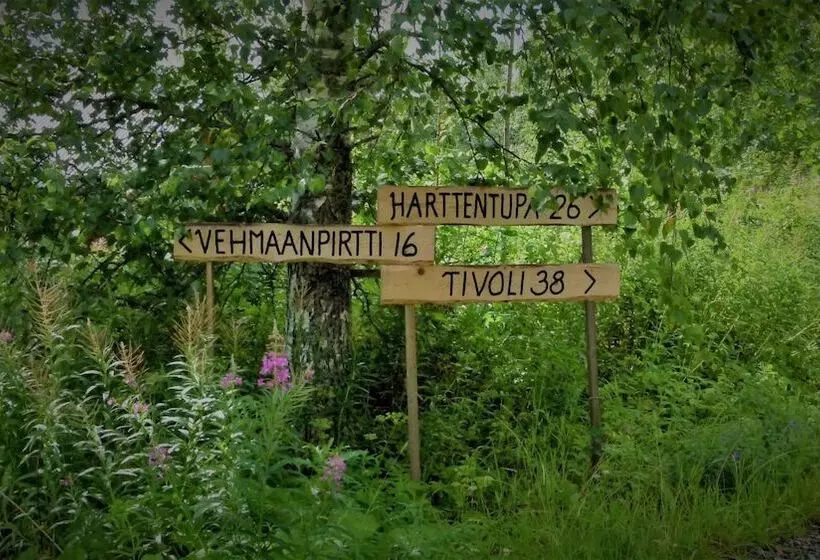 HARTTENTUPA 26 >
< VEHMAANPIRTTI 16
TIVOLI 38 >